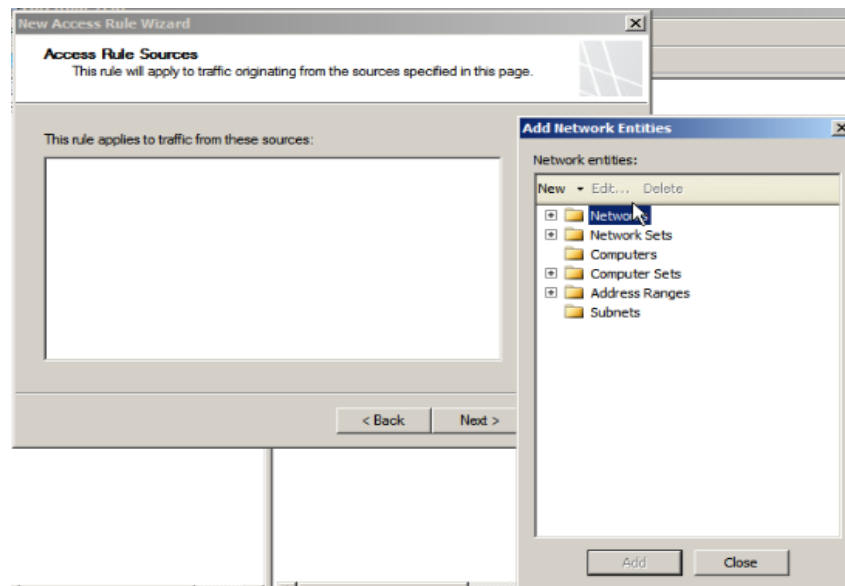 New Access Rule Wizard
Access Rule Sources
This rule will apply to traffic originating from the sources specified in this page.
This rule applies to traffic from these sources:
< Back
Next >
Add Network Entities
Network entities:
New Edit... Delete
Networks
Network Sets
Computers
Computer Sets
Address Ranges
Subnets
Add
Close